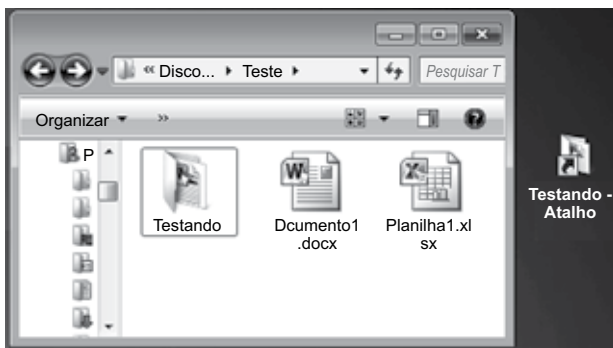 « Disco... Teste
Pesquisar T
Organizar »
P
Testando
Dcumento1
.docx
Planilha1.xl
sx
Testando -
Atalho